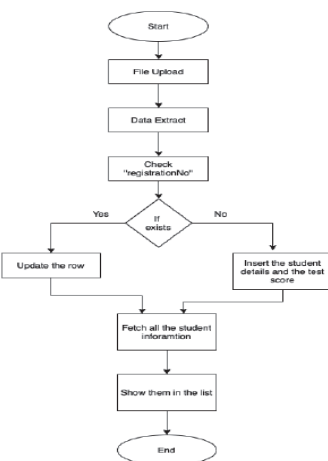 Start
File Upload
Data Extract
Check
"registrationNo"
If
exists
Yes
No
Update the row
Insert the student
details and the test
score
Fetch all the student
inforamtion
Show them in the list
End